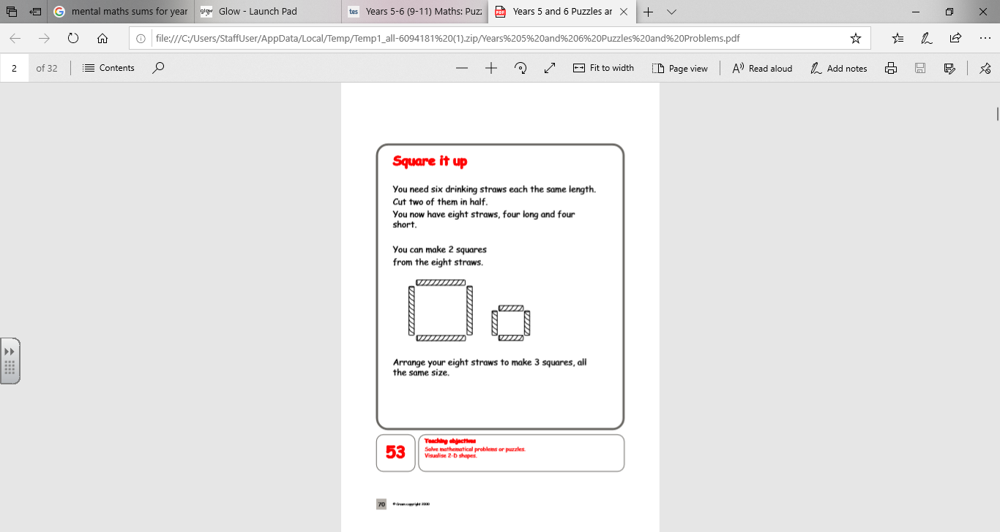 mental maths sums for year
glow Glow - Launch Pad
tes Years 5-6 (9-11) Maths: Puz
PDF Years 5 and 6 Puzzles ar
file:///C:/Users/StaffUser/AppData/Local/Temp/Temp1_all-6094181%20(1).zip/Years%205%20and%206%20Puzzles%20and%20Problems.pdf
2 of 32 Contents Fit to width Page view Read aloud Add notes
Square it up
You need six drinking straws each the same length.
Cut two of them in half.
You now have eight straws, four long and four
short.
You can make 2 squares
from the eight straws.
Arrange your eight straws to make 3 squares, all
the same size.
53
Teaching objectives
Solve mathematical problems or puzzles.
Visualise 2-D shapes.
70 © Crown copyright 2000